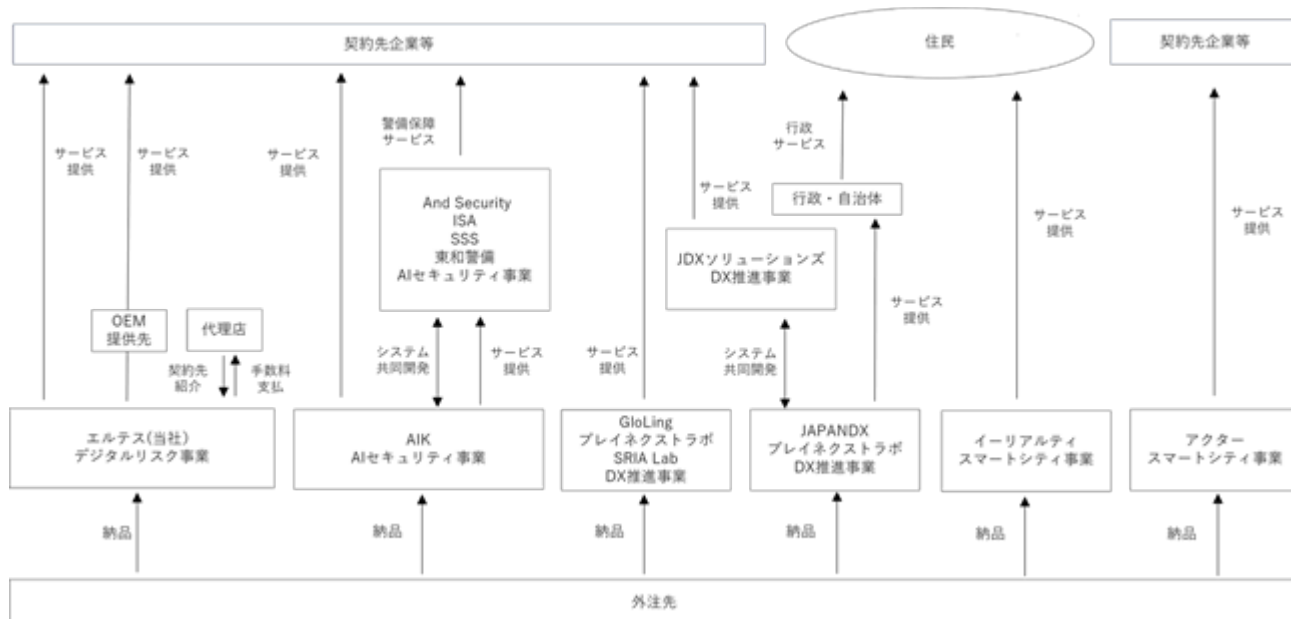 契約先企業等
住民
契約先企業等
サービス
提供
サービス
提供
サービス
提供
警備保障
サービス
サービス
提供
行政
サービス
行政・自治体
サービス
提供
サービス
提供
And Security
ISA
SSS
東和警備
AIセキュリティ事業
JDXソリューションズ
DX推進事業
OEM
提供先
代理店
契約先
紹介
手数料
支払
システム
共同開発
サービス
提供
サービス
提供
システム
共同開発
サービス
提供
エルテス(当社)
デジタルリスク事業
AIK
AIセキュリティ事業
GloLing
プレイネクストラボ
SRIA Lab
DX推進事業
JAPANDX
プレイネクストラボ
DX推進事業
イーリアルティ
スマートシティ事業
アクター
スマートシティ事業
納品
納品
納品
納品
納品
納品
外注先